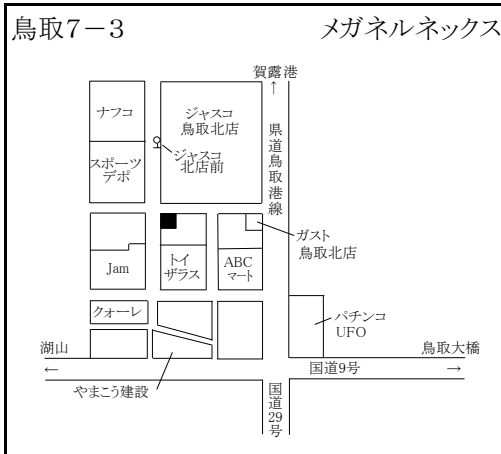 鳥取7－3
メガネルネックス
賀露港
↑
ナフコ
ジャスコ
鳥取北店
県道鳥取港線
スポーツ
デポ
ジャスコ
北店前
ガスト
鳥取北店
Jam
トイ
ザラス
ABC
マート
クォーレ
パチンコ
UFO
湖山
←
鳥取大橋
→
国道9号
やまこう建設
国道29号